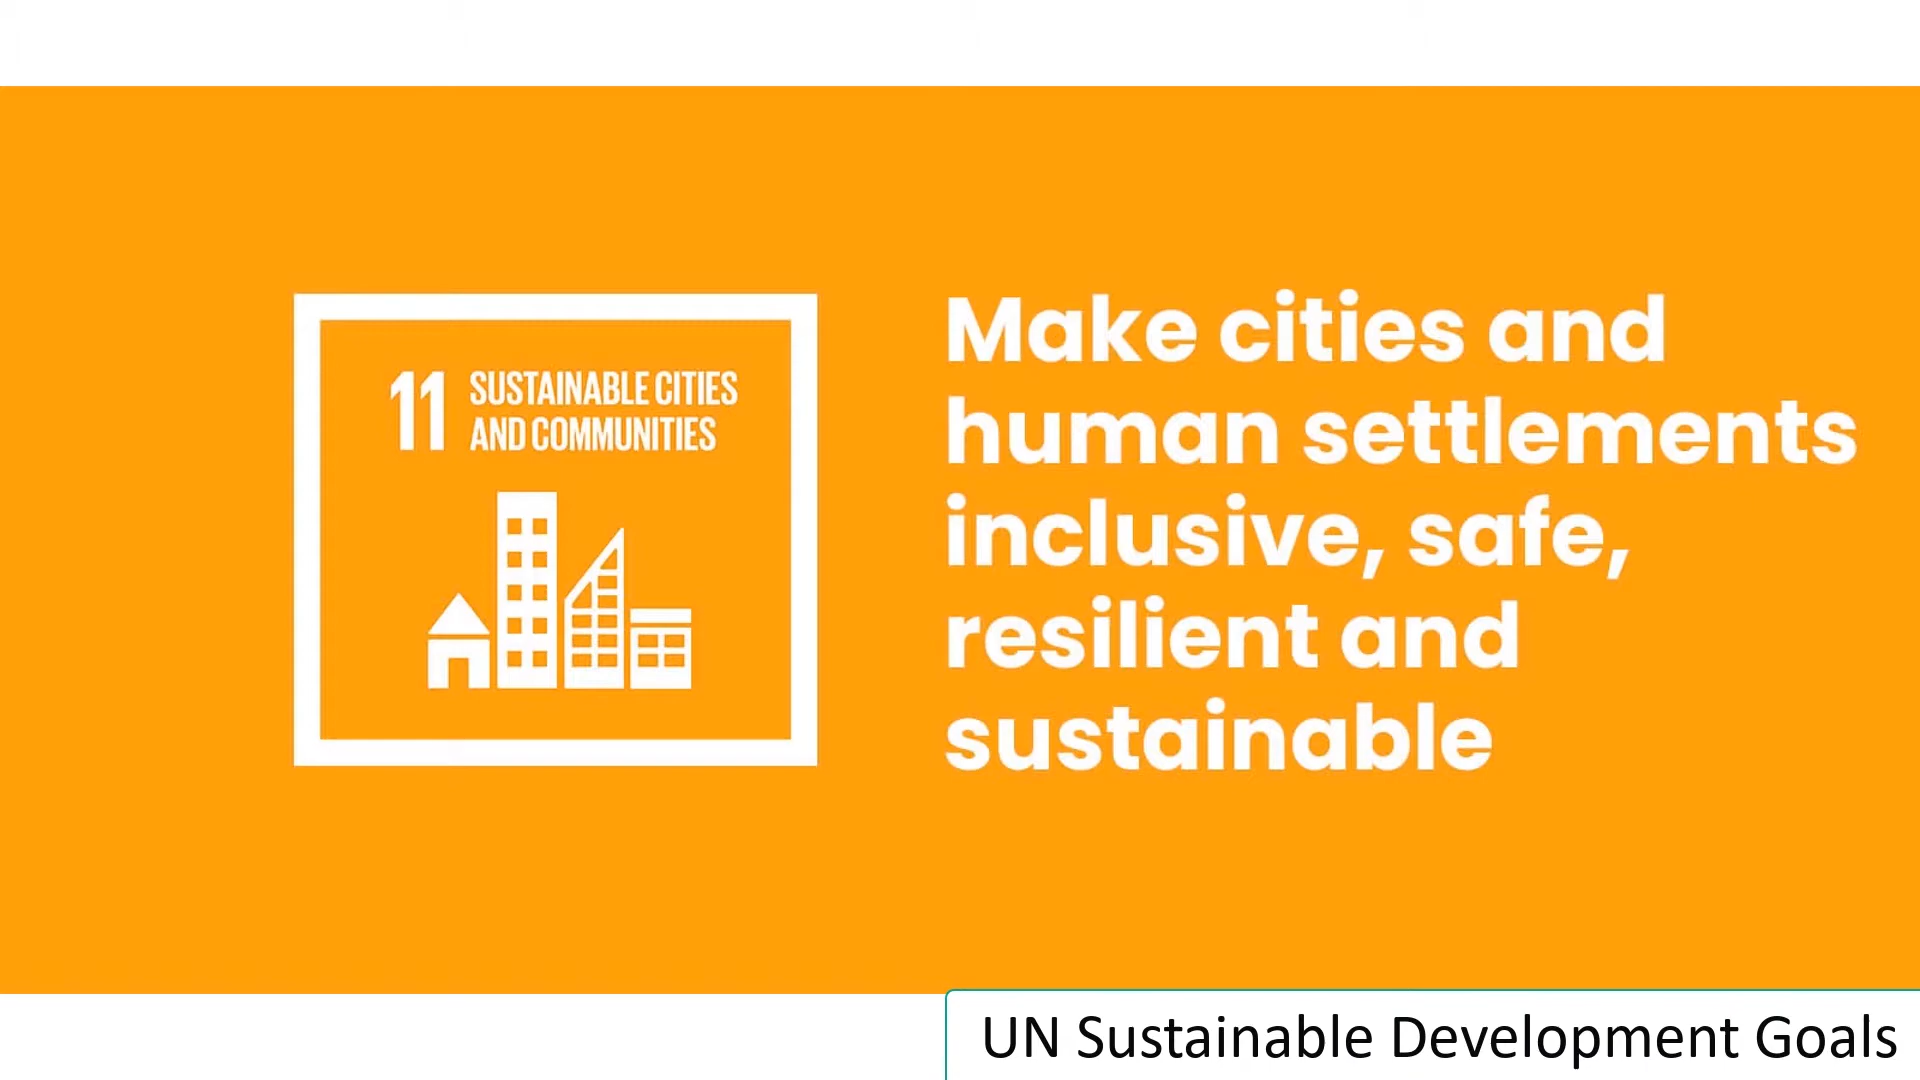 11 SUSTAINABLE CITIES
AND COMMUNITIES
Make cities and
human settlements
inclusive, safe,
resilient and
sustainable
UN Sustainable Development Goals